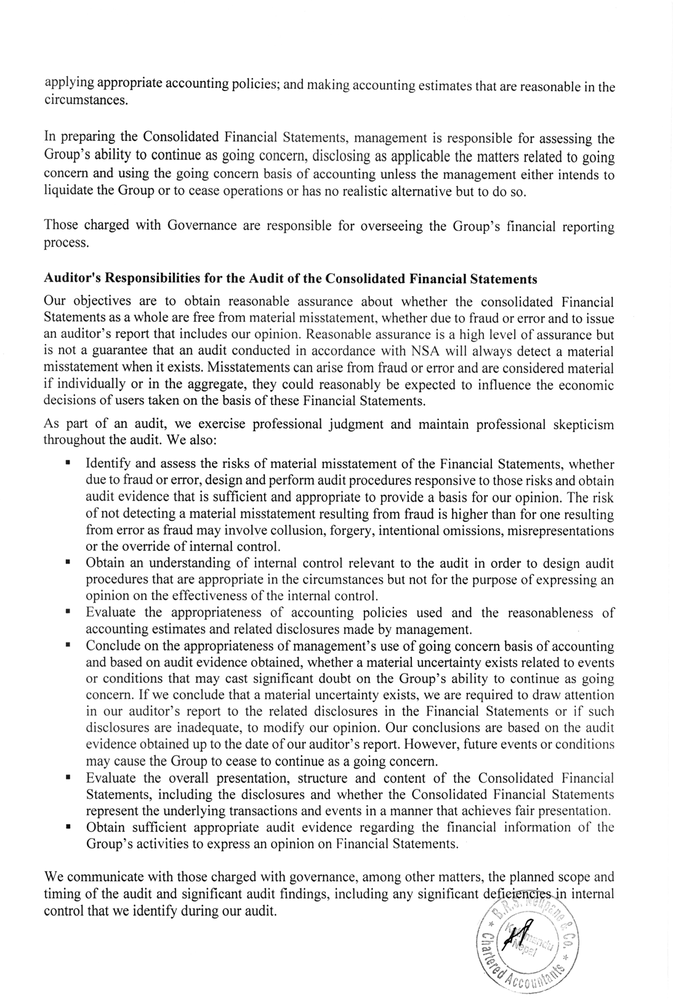 applying appropriate accounting policies; and making accounting estimates that are reasonable in the
circumstances.
In preparing the Consolidated Financial Statements, management is responsible for assessing the
Group’s ability to continue as going concern, disclosing as applicable the matters related to going
concern and using the going concern basis of accounting unless the management either intends to
liquidate the Group or to cease operations or has no realistic alternative but to do so.
Those charged with Governance are responsible for overseeing the Group’s financial reporting
process.
Auditor's Responsibilities for the Audit of the Consolidated Financial Statements
Our objectives are to obtain reasonable assurance about whether the consolidated Financial
Statements as a whole are free from material misstatement, whether due to fraud or error and to issue
an auditor’s report that includes our opinion. Reasonable assurance is a high level of assurance but
is not a guarantee that an audit conducted in accordance with NSA will always detect a material
misstatement when it exists. Misstatements can arise from fraud or error and are considered material
if individually or in the aggregate, they could reasonably be expected to influence the economic
decisions of users taken on the basis of these Financial Statements.
As part of an audit, we exercise professional judgment and maintain professional skepticism
throughout the audit. We also:
▪ Identify and assess the risks of material misstatement of the Financial Statements, whether
due to fraud or error, design and perform audit procedures responsive to those risks and obtain
audit evidence that is sufficient and appropriate to provide a basis for our opinion. The risk
of not detecting a material misstatement resulting from fraud is higher than for one resulting
from error as fraud may involve collusion, forgery, intentional omissions, misrepresentations
or the override of internal control.
▪ Obtain an understanding of internal control relevant to the audit in order to design audit
procedures that are appropriate in the circumstances but not for the purpose of expressing an
opinion on the effectiveness of the internal control.
▪ Evaluate the appropriateness of accounting policies used and the reasonableness of
accounting estimates and related disclosures made by management.
▪ Conclude on the appropriateness of management’s use of going concern basis of accounting
and based on audit evidence obtained, whether a material uncertainty exists related to events
or conditions that may cast significant doubt on the Group’s ability to continue as going
concern. If we conclude that a material uncertainty exists, we are required to draw attention
in our auditor’s report to the related disclosures in the Financial Statements or if such
disclosures are inadequate, to modify our opinion. Our conclusions are based on the audit
evidence obtained up to the date of our auditor’s report. However, future events or conditions
may cause the Group to cease to continue as a going concern.
▪ Evaluate the overall presentation, structure and content of the Consolidated Financial
Statements, including the disclosures and whether the Consolidated Financial Statements
represent the underlying transactions and events in a manner that achieves fair presentation.
▪ Obtain sufficient appropriate audit evidence regarding the financial information of the
Group’s activities to express an opinion on Financial Statements.
We communicate with those charged with governance, among other matters, the planned scope and
timing of the audit and significant audit findings, including any significant deficiencies in internal
control that we identify during our audit.
* B.R.S. Neupane & Co. *
Chartered Accountants
Kathmandu
Nepal